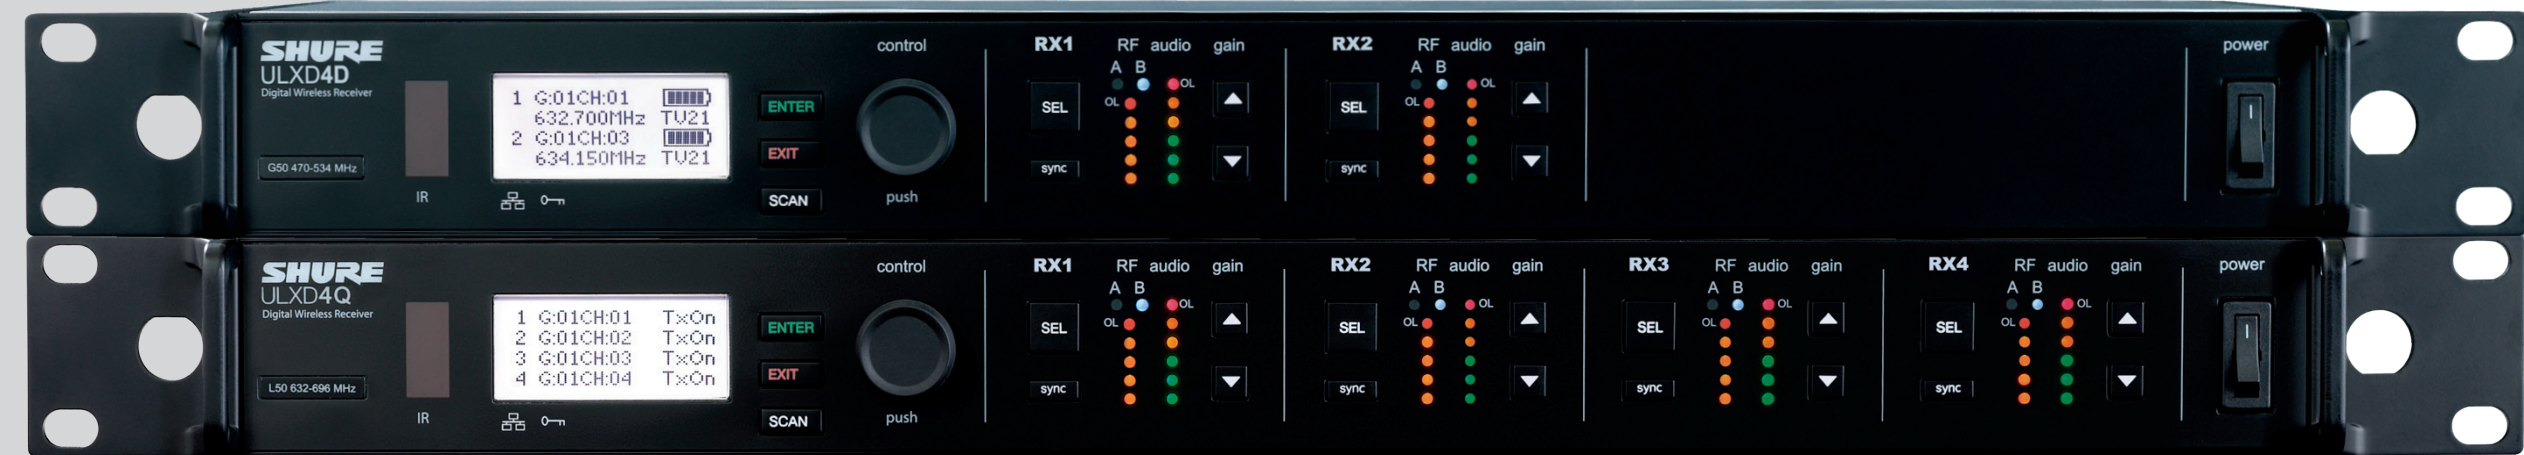 SHURE
ULXD4D
Digital Wireless Receiver
G50 470-534 MHz
IR
1 G:01CH:01
632.700MHz TV21
2 G:01CH:03
634.150MHz TV21
ENTER
EXIT
SCAN
control
push
RX1 RF audio gain
A B
OL
OL
SEL
sync
RX2 RF audio gain
A B
OL
OL
SEL
sync
power
SHURE
ULXD4Q
Digital Wireless Receiver
L50 632-696 MHz
IR
1 G:01CH:01 TxOn
2 G:01CH:02 TxOn
3 G:01CH:03 TxOn
4 G:01CH:04 TxOn
ENTER
EXIT
SCAN
control
push
RX1 RF audio gain
A B
OL
OL
SEL
sync
RX2 RF audio gain
A B
OL
OL
SEL
sync
RX3 RF audio gain
A B
OL
OL
SEL
sync
RX4 RF audio gain
A B
OL
OL
SEL
sync
power